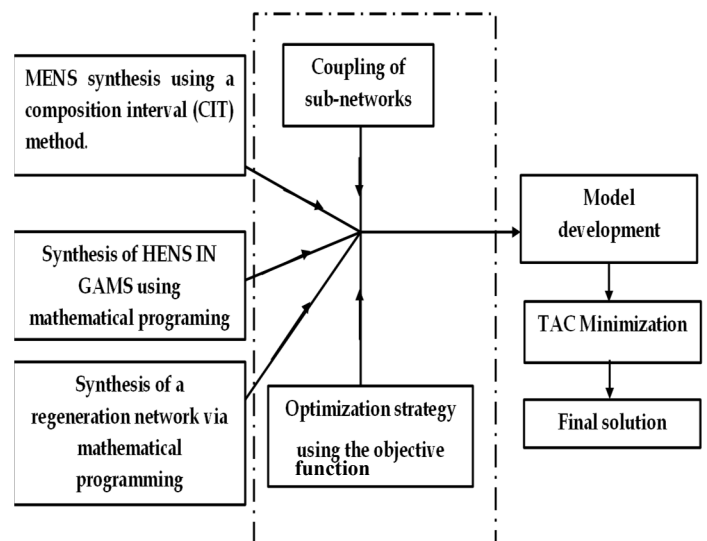 MENS synthesis using a
composition interval (CIT)
method.
Coupling of
sub-networks
Synthesis of HENS IN
GAMS using
mathematical programing
Synthesis of a
regeneration network via
mathematical
programming
Optimization strategy
using the objective
function
Model
development
TAC Minimization
Final solution